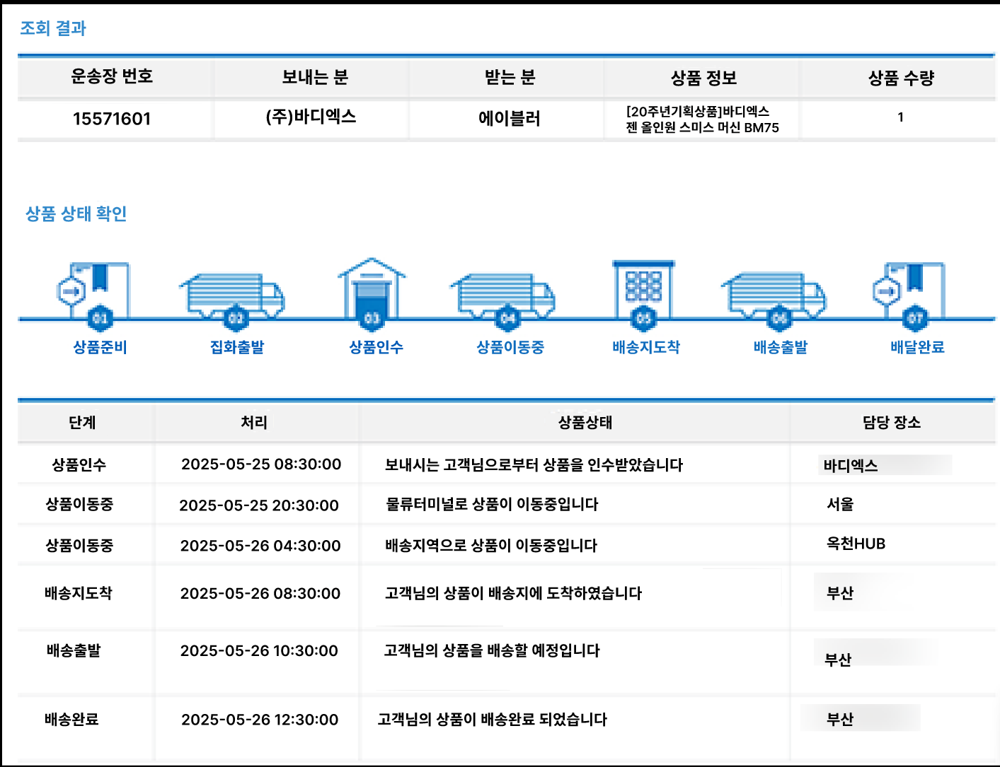 조회 결과
운송장 번호 보내는 분 받는 분 상품 정보 상품 수량
15571601 (주)바디엑스 에이블러 [20주년기획상품]바디엑스 1
젠 올인원 스미스 머신 BM75
상품 상태 확인
01 02 03 04 05 06 07
상품준비 집화출발 상품인수 상품이동중 배송지도착 배송출발 배달완료
단계 처리 상품상태 담당 장소
상품인수 2025-05-25 08:30:00 보내시는 고객님으로부터 상품을 인수받았습니다 바디엑스
상품이동중 2025-05-25 20:30:00 물류터미널로 상품이 이동중입니다 서울
상품이동중 2025-05-26 04:30:00 배송지역으로 상품이 이동중입니다 옥천HUB
배송지도착 2025-05-26 08:30:00 고객님의 상품이 배송지에 도착하였습니다 부산
배송출발 2025-05-26 10:30:00 고객님의 상품을 배송할 예정입니다 부산
배송완료 2025-05-26 12:30:00 고객님의 상품이 배송완료 되었습니다 부산